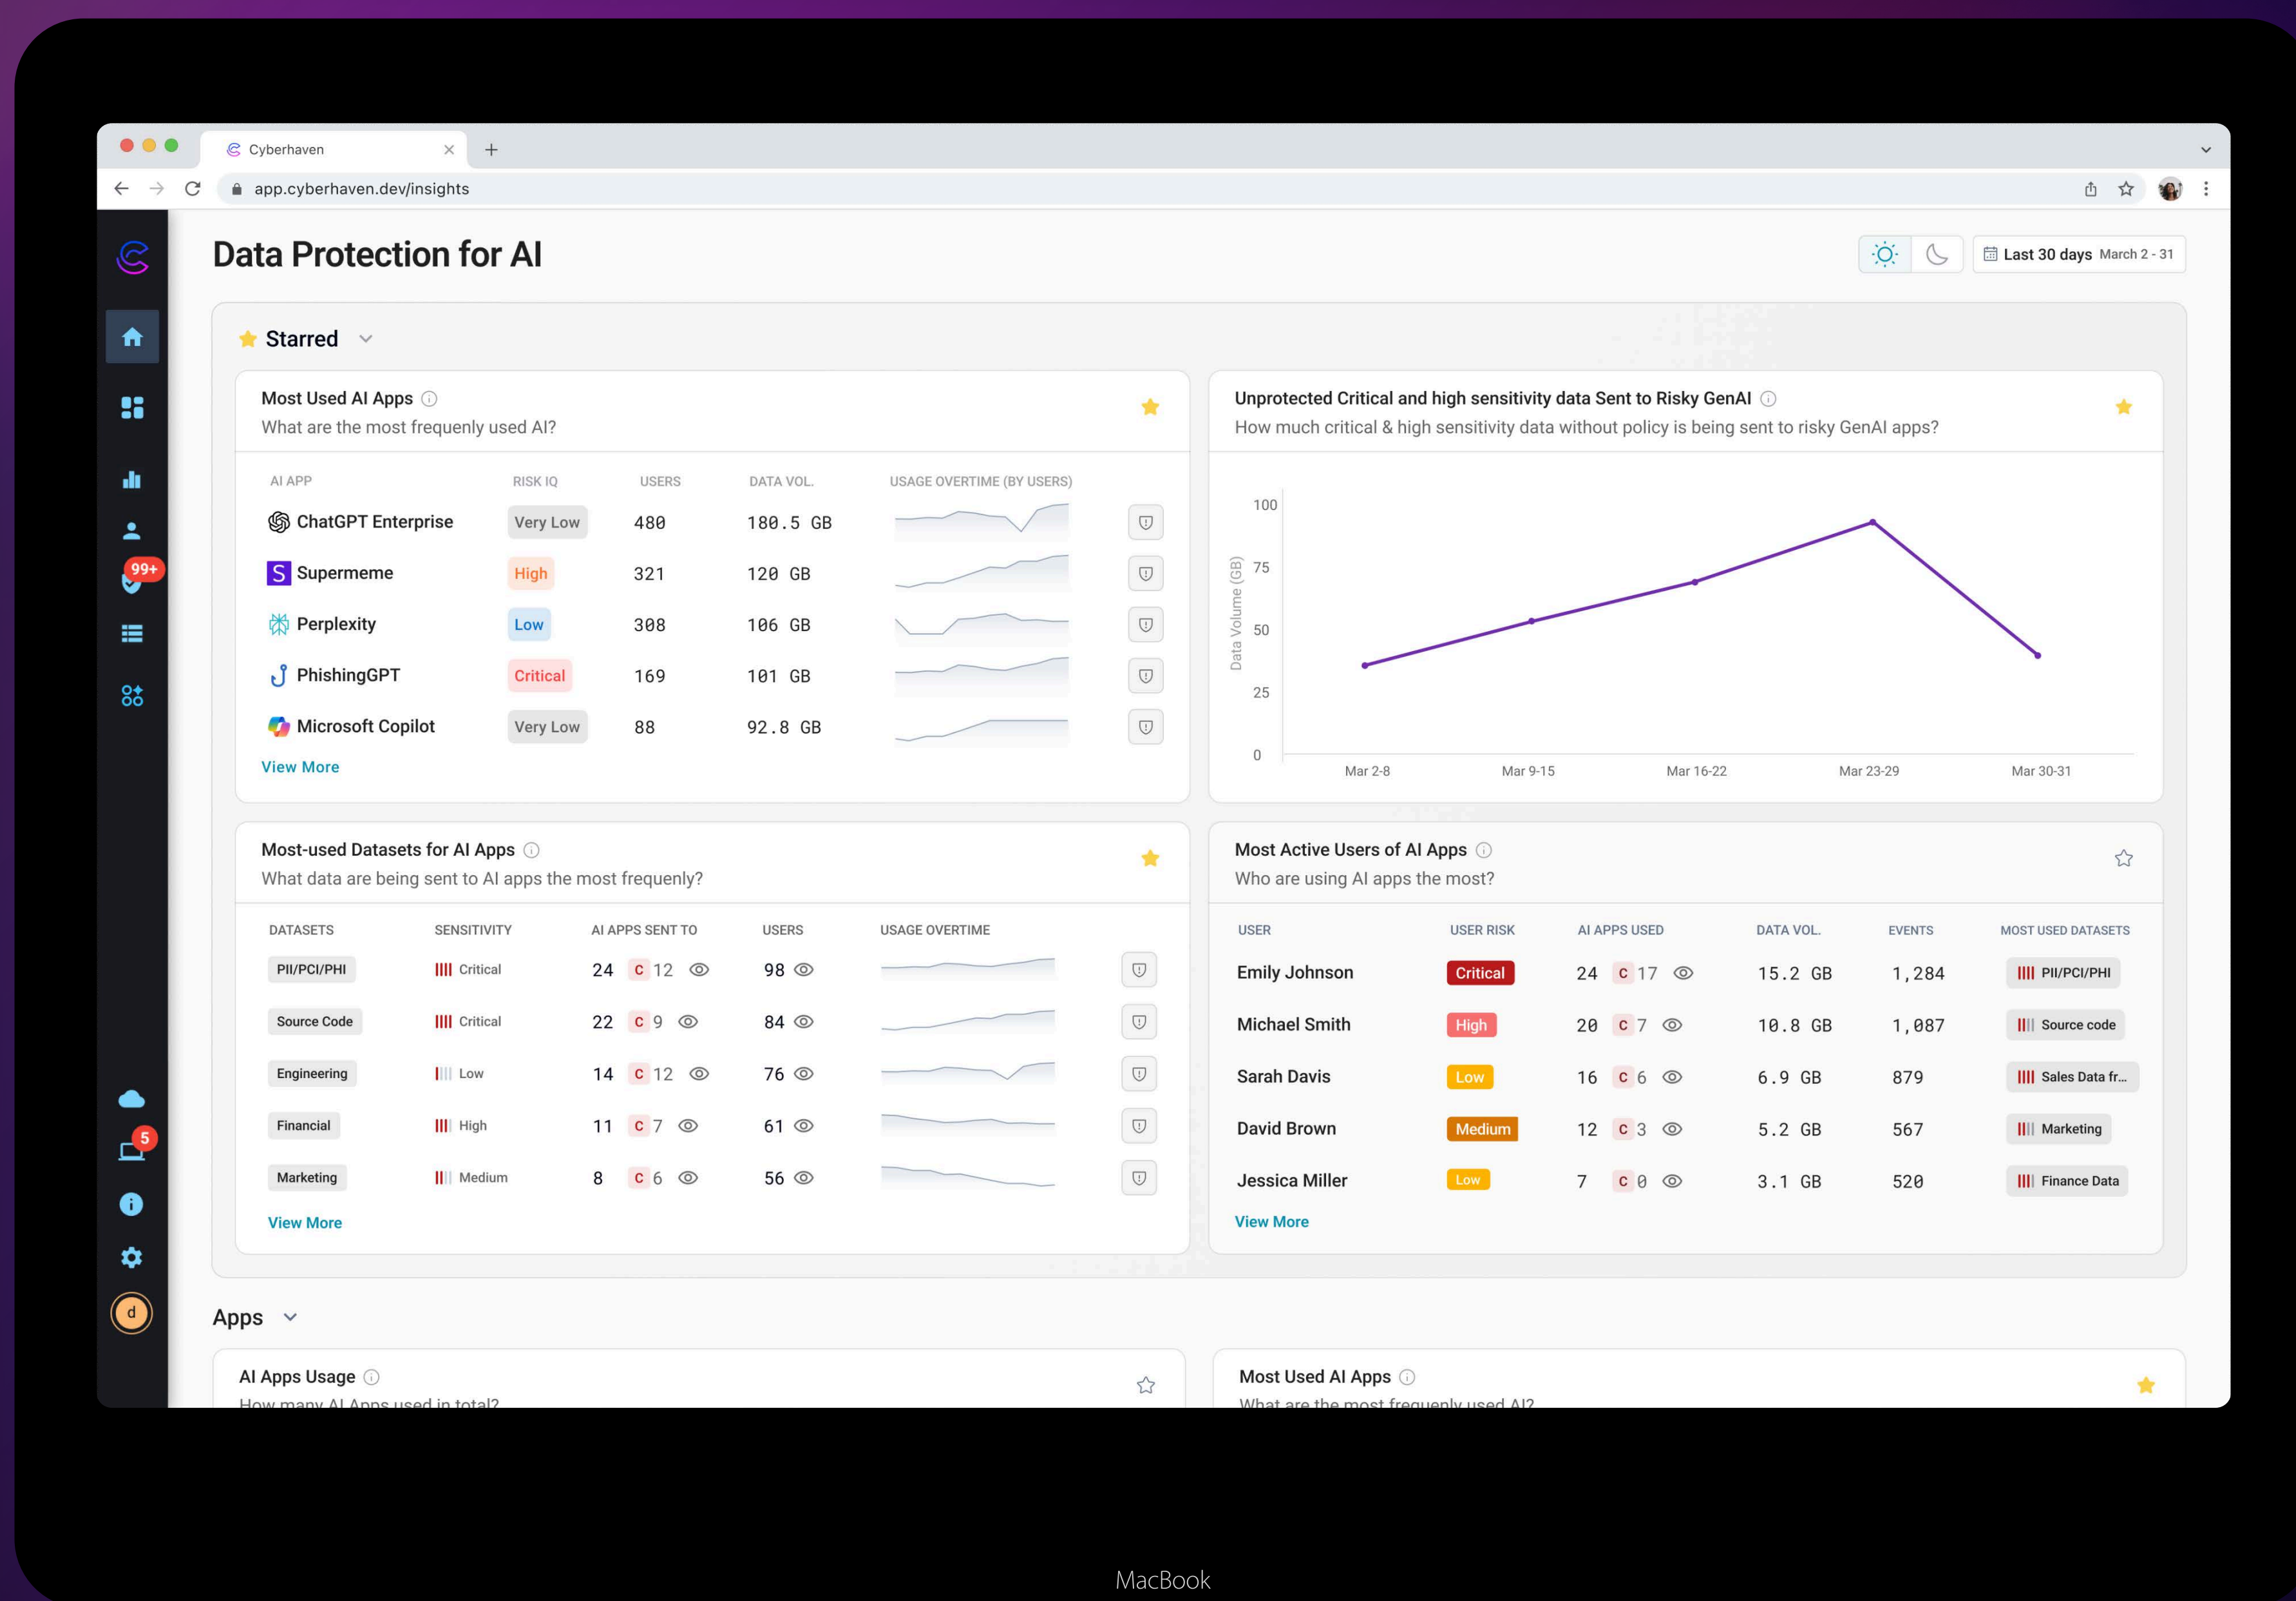 Cyberhaven
app.cyberhaven.dev/insights
Data Protection for AI
Last 30 days March 2 - 31
99+
5
d
Starred
Most Used AI Apps
What are the most frequenly used AI?
AI APP RISK IQ USERS DATA VOL. USAGE OVERTIME (BY USERS)
ChatGPT Enterprise Very Low 480 180.5 GB
S Supermeme High 321 120 GB
Perplexity Low 308 106 GB
PhishingGPT Critical 169 101 GB
Microsoft Copilot Very Low 88 92.8 GB
View More
Unprotected Critical and high sensitivity data Sent to Risky GenAI
How much critical & high sensitivity data without policy is being sent to risky GenAI apps?
Data Volume (GB)
100
75
50
25
0
Mar 2-8 Mar 9-15 Mar 16-22 Mar 23-29 Mar 30-31
Most-used Datasets for AI Apps
What data are being sent to AI apps the most frequenly?
DATASETS SENSITIVITY AI APPS SENT TO USERS USAGE OVERTIME
PII/PCI/PHI Critical 24 C 12 98
Source Code Critical 22 C 9 84
Engineering Low 14 C 12 76
Financial High 11 C 7 61
Marketing Medium 8 C 6 56
View More
Most Active Users of AI Apps
Who are using AI apps the most?
USER USER RISK AI APPS USED DATA VOL. EVENTS MOST USED DATASETS
Emily Johnson Critical 24 C 17 15.2 GB 1,284 PII/PCI/PHI
Michael Smith High 20 C 7 10.8 GB 1,087 Source code
Sarah Davis Low 16 C 6 6.9 GB 879 Sales Data fr...
David Brown Medium 12 C 3 5.2 GB 567 Marketing
Jessica Miller Low 7 C 0 3.1 GB 520 Finance Data
View More
Apps
AI Apps Usage
How many AI Apps used in total?
Most Used AI Apps
What are the most frequenly used AI?
MacBook